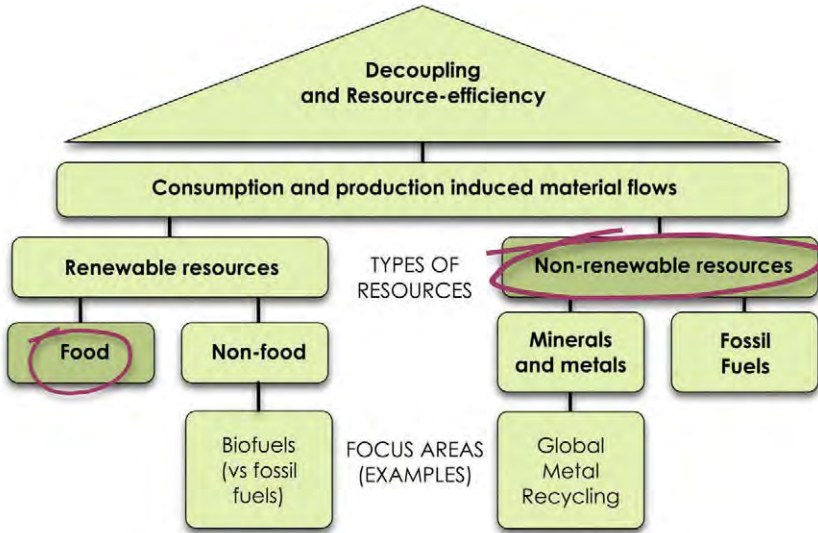 Decoupling
and Resource-efficiency
Consumption and production induced material flows
Renewable resources
TYPES OF
RESOURCES
Non-renewable resources
Food
Non-food
Minerals
and metals
Fossil
Fuels
Biofuels
(vs fossil
fuels)
FOCUS AREAS
(EXAMPLES)
Global
Metal
Recycling